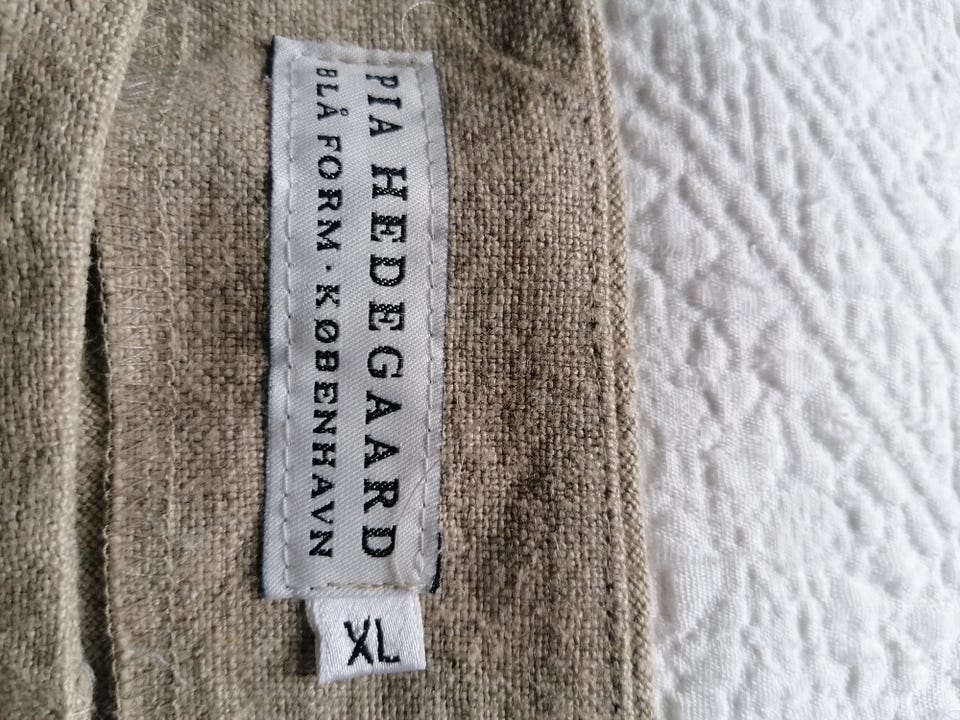 PIA HEDEGAARD
BLÅ FORM · KØBENHAVN
XL